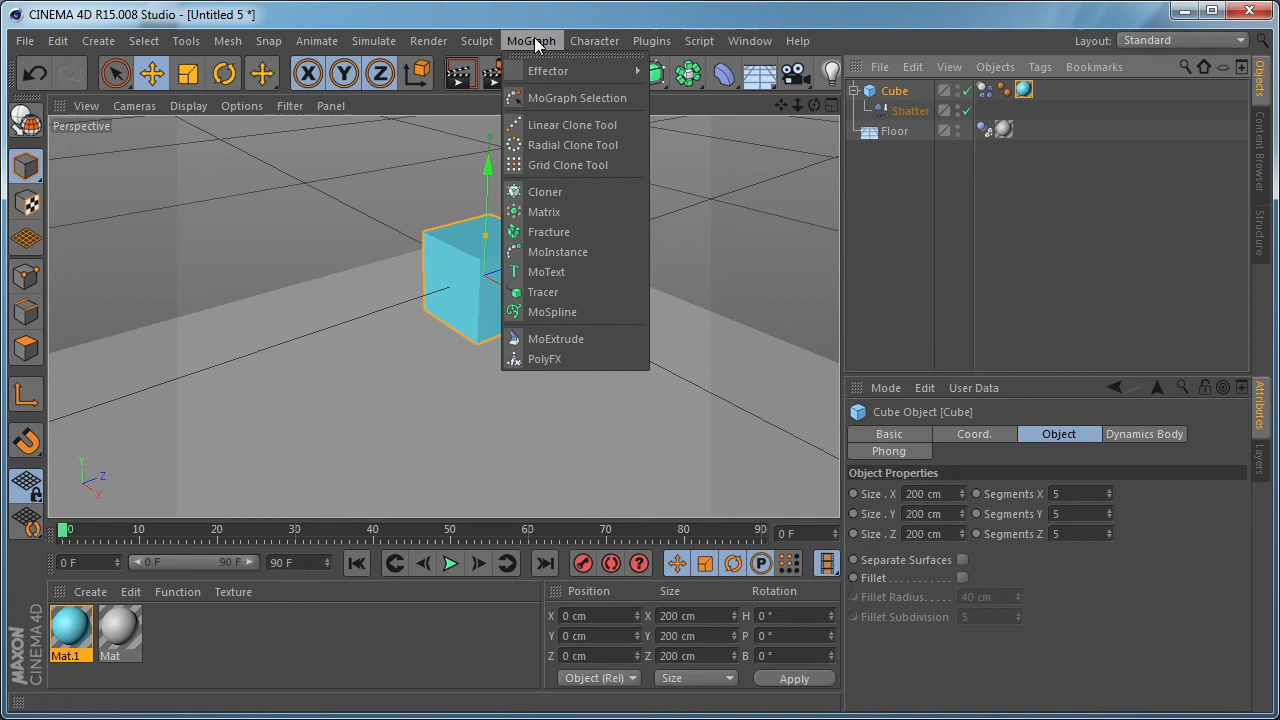 CINEMA 4D R15.008 Studio - [Untitled 5 *]
File Edit Create Select Tools Mesh Snap Animate Simulate Render Sculpt MoGraph Character Plugins Script Window Help
Layout: Standard
X Y Z
View Cameras Display Options Filter Panel
Perspective
Effector
MoGraph Selection
Linear Clone Tool
Radial Clone Tool
Grid Clone Tool
Cloner
Matrix
Fracture
MoInstance
MoText
Tracer
MoSpline
MoExtrude
PolyFX
Y
Z
X
File Edit View Objects Tags Bookmarks
Cube
Shatter
Floor
Objects
Content Browser
Structure
Mode Edit User Data
Cube Object [Cube]
Basic Coord. Object Dynamics Body
Phong
Object Properties
Size . X 200 cm Segments X 5
Size . Y 200 cm Segments Y 5
Size . Z 200 cm Segments Z 5
Separate Surfaces
Fillet . . . . . . . . . . .
Fillet Radius. . . . . 40 cm
Fillet Subdivision 5
Attributes
Layers
0 10 20 30 40 50 60 70 80 90 0 F
0 F 0 F 90 F 90 F
Create Edit Function Texture
Mat.1 Mat
Position Size Rotation
X 0 cm X 200 cm H 0 °
Y 0 cm Y 200 cm P 0 °
Z 0 cm Z 200 cm B 0 °
Object (Rel) Size Apply
MAXON
CINEMA 4D